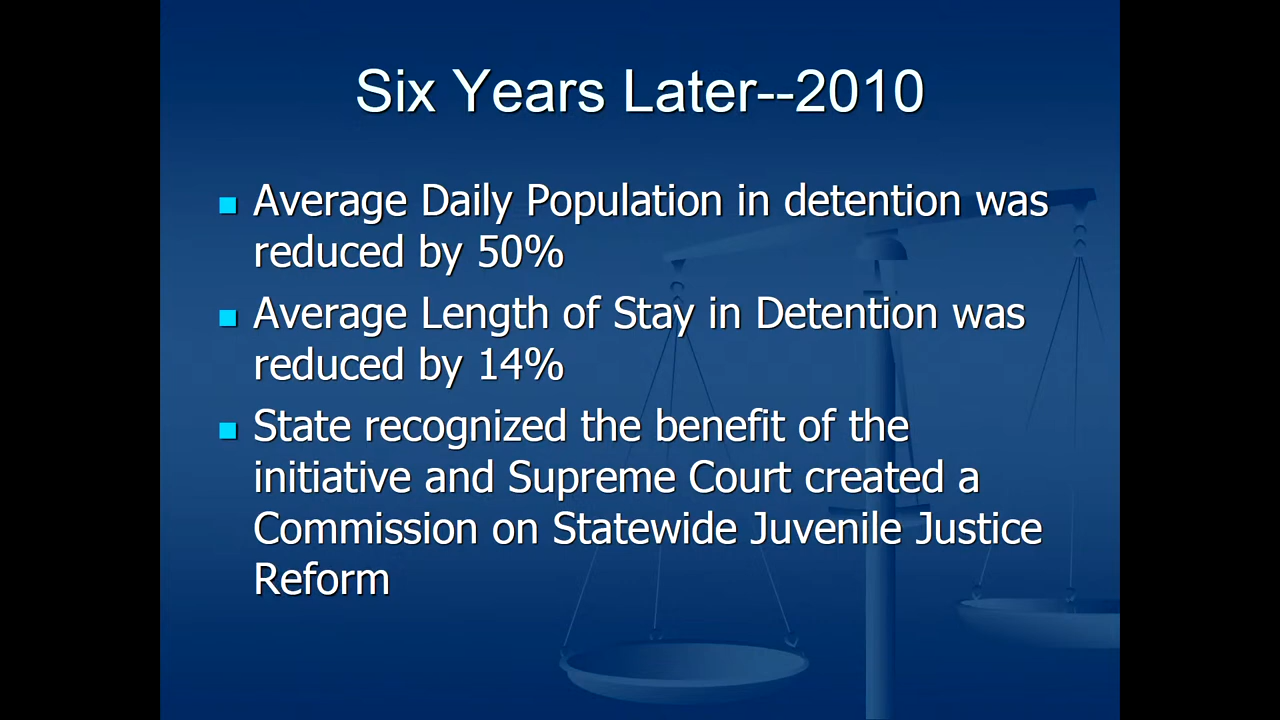 Six Years Later--2010
Average Daily Population in detention was
reduced by 50%
Average Length of Stay in Detention was
reduced by 14%
State recognized the benefit of the
initiative and Supreme Court created a
Commission on Statewide Juvenile Justice
Reform